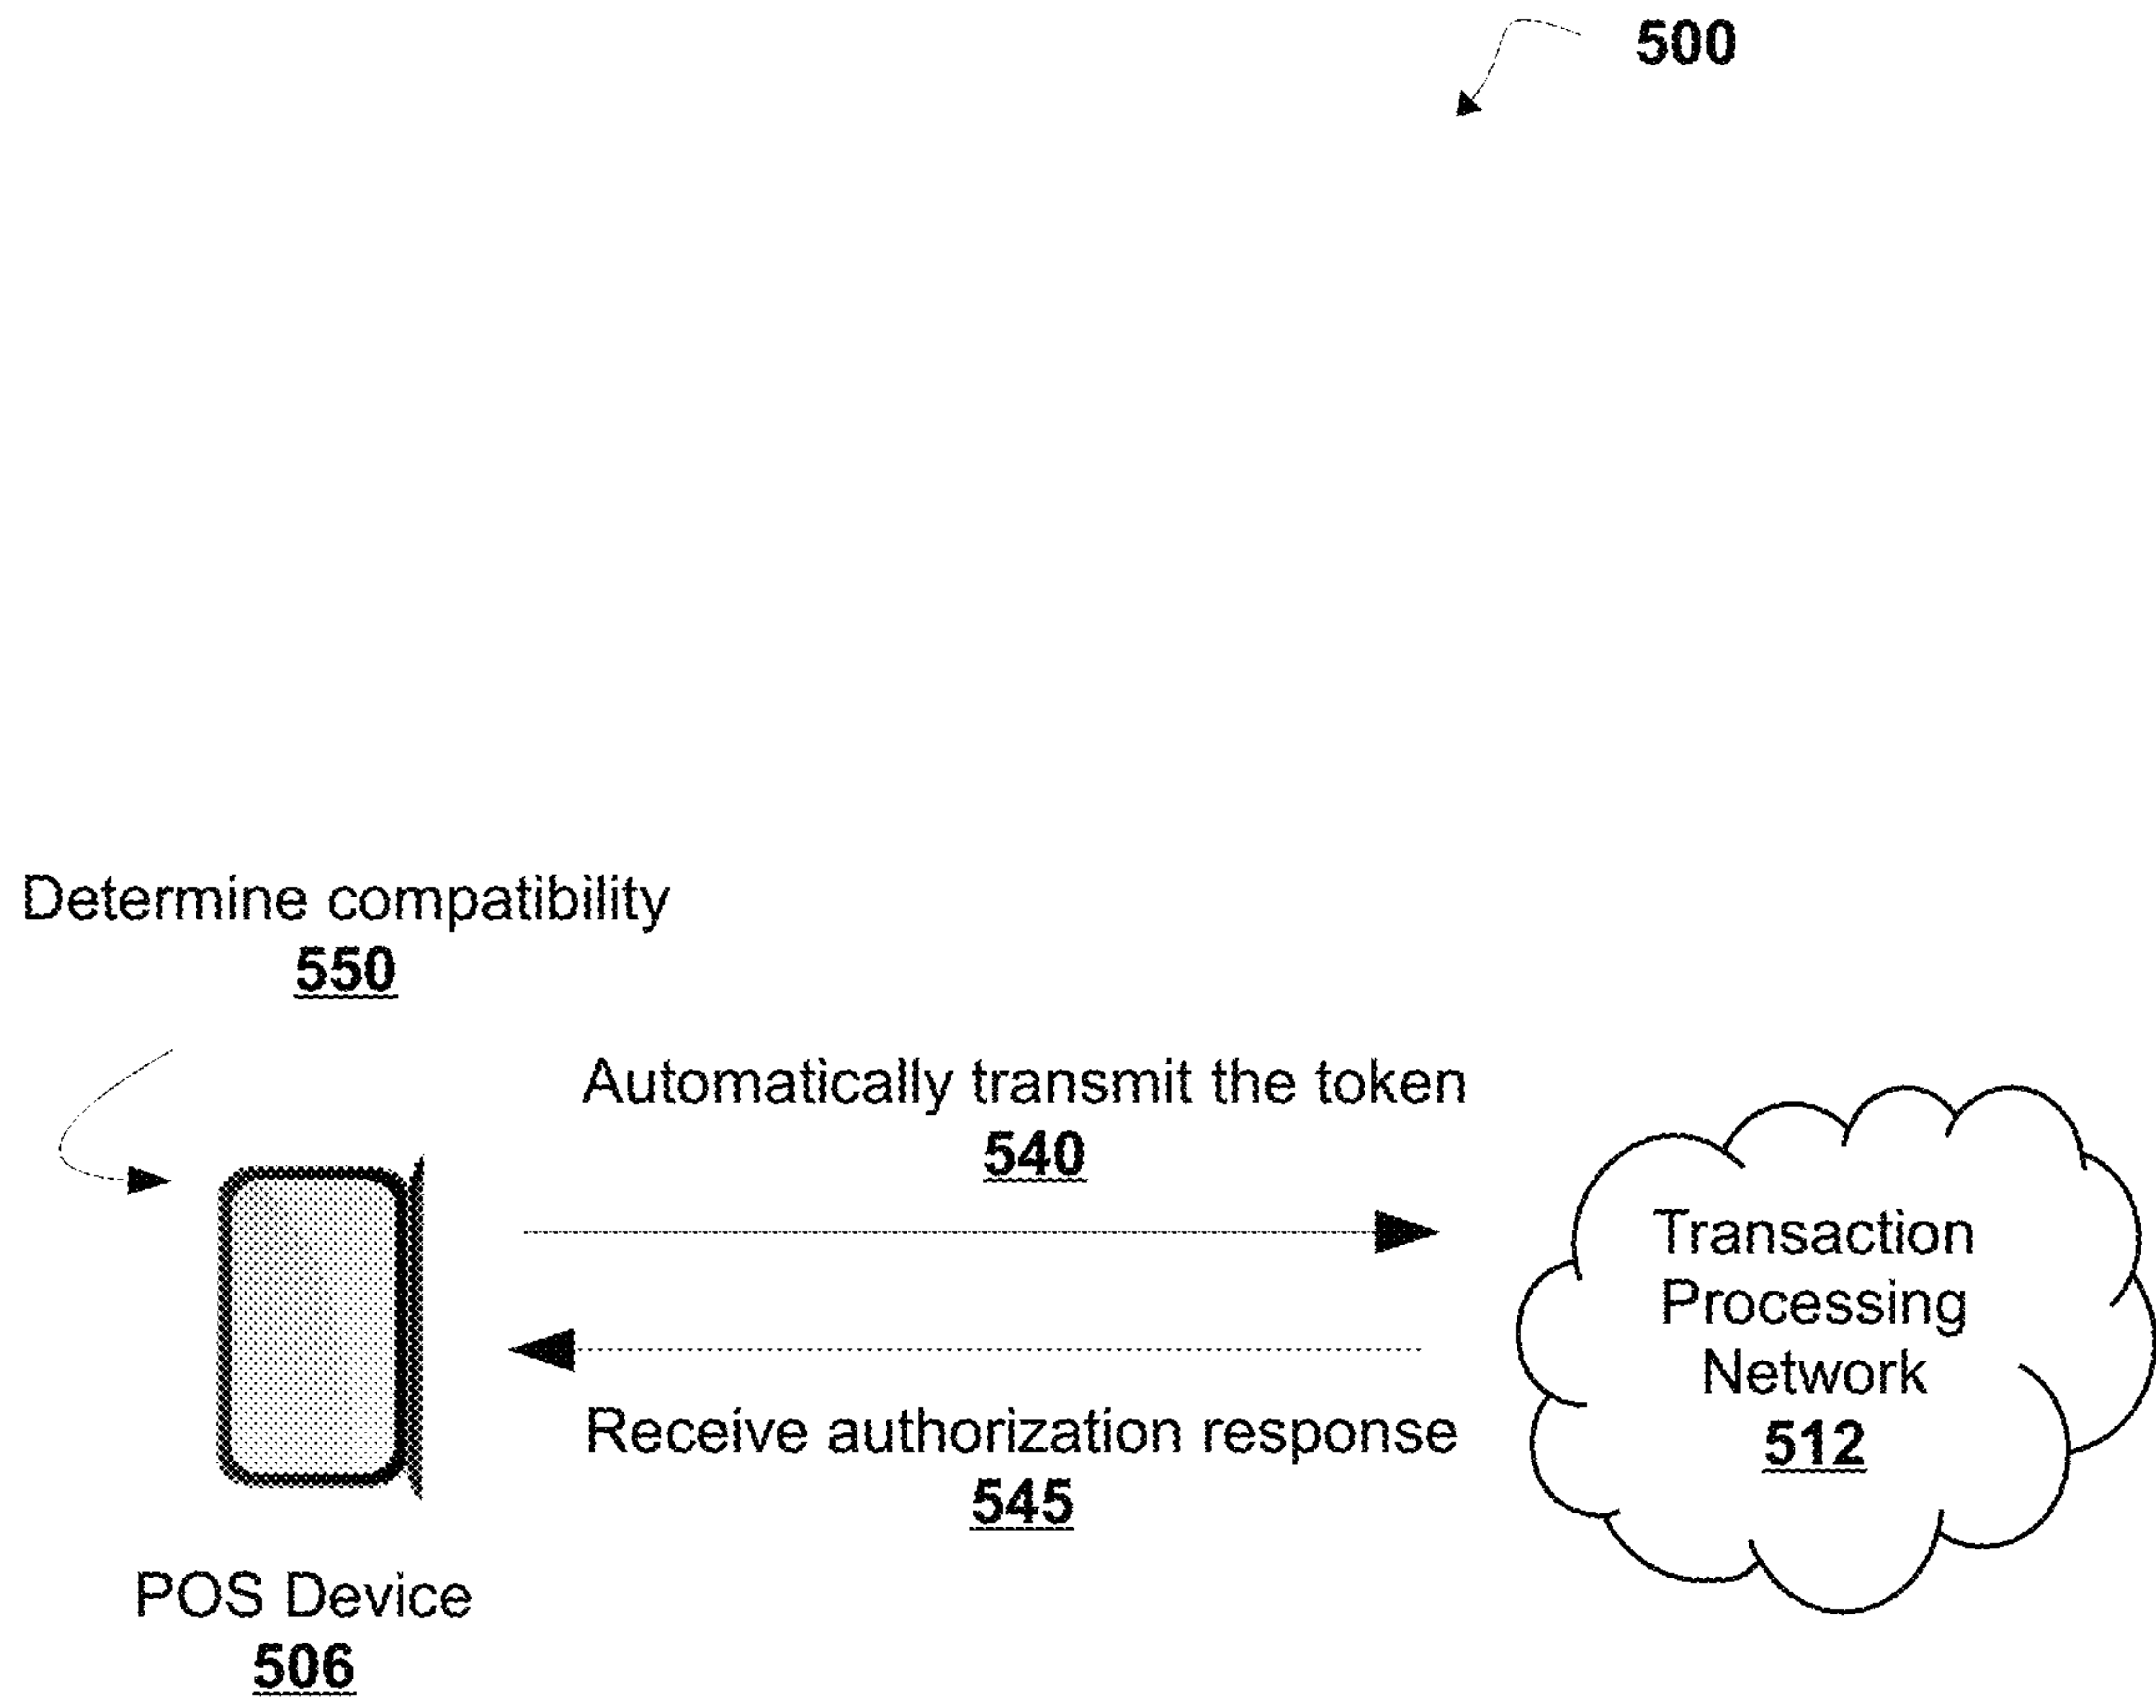 500
Determine compatibility
550
Automatically transmit the token
540
Transaction
Processing
Network
512
Receive authorization response
545
POS Device
506